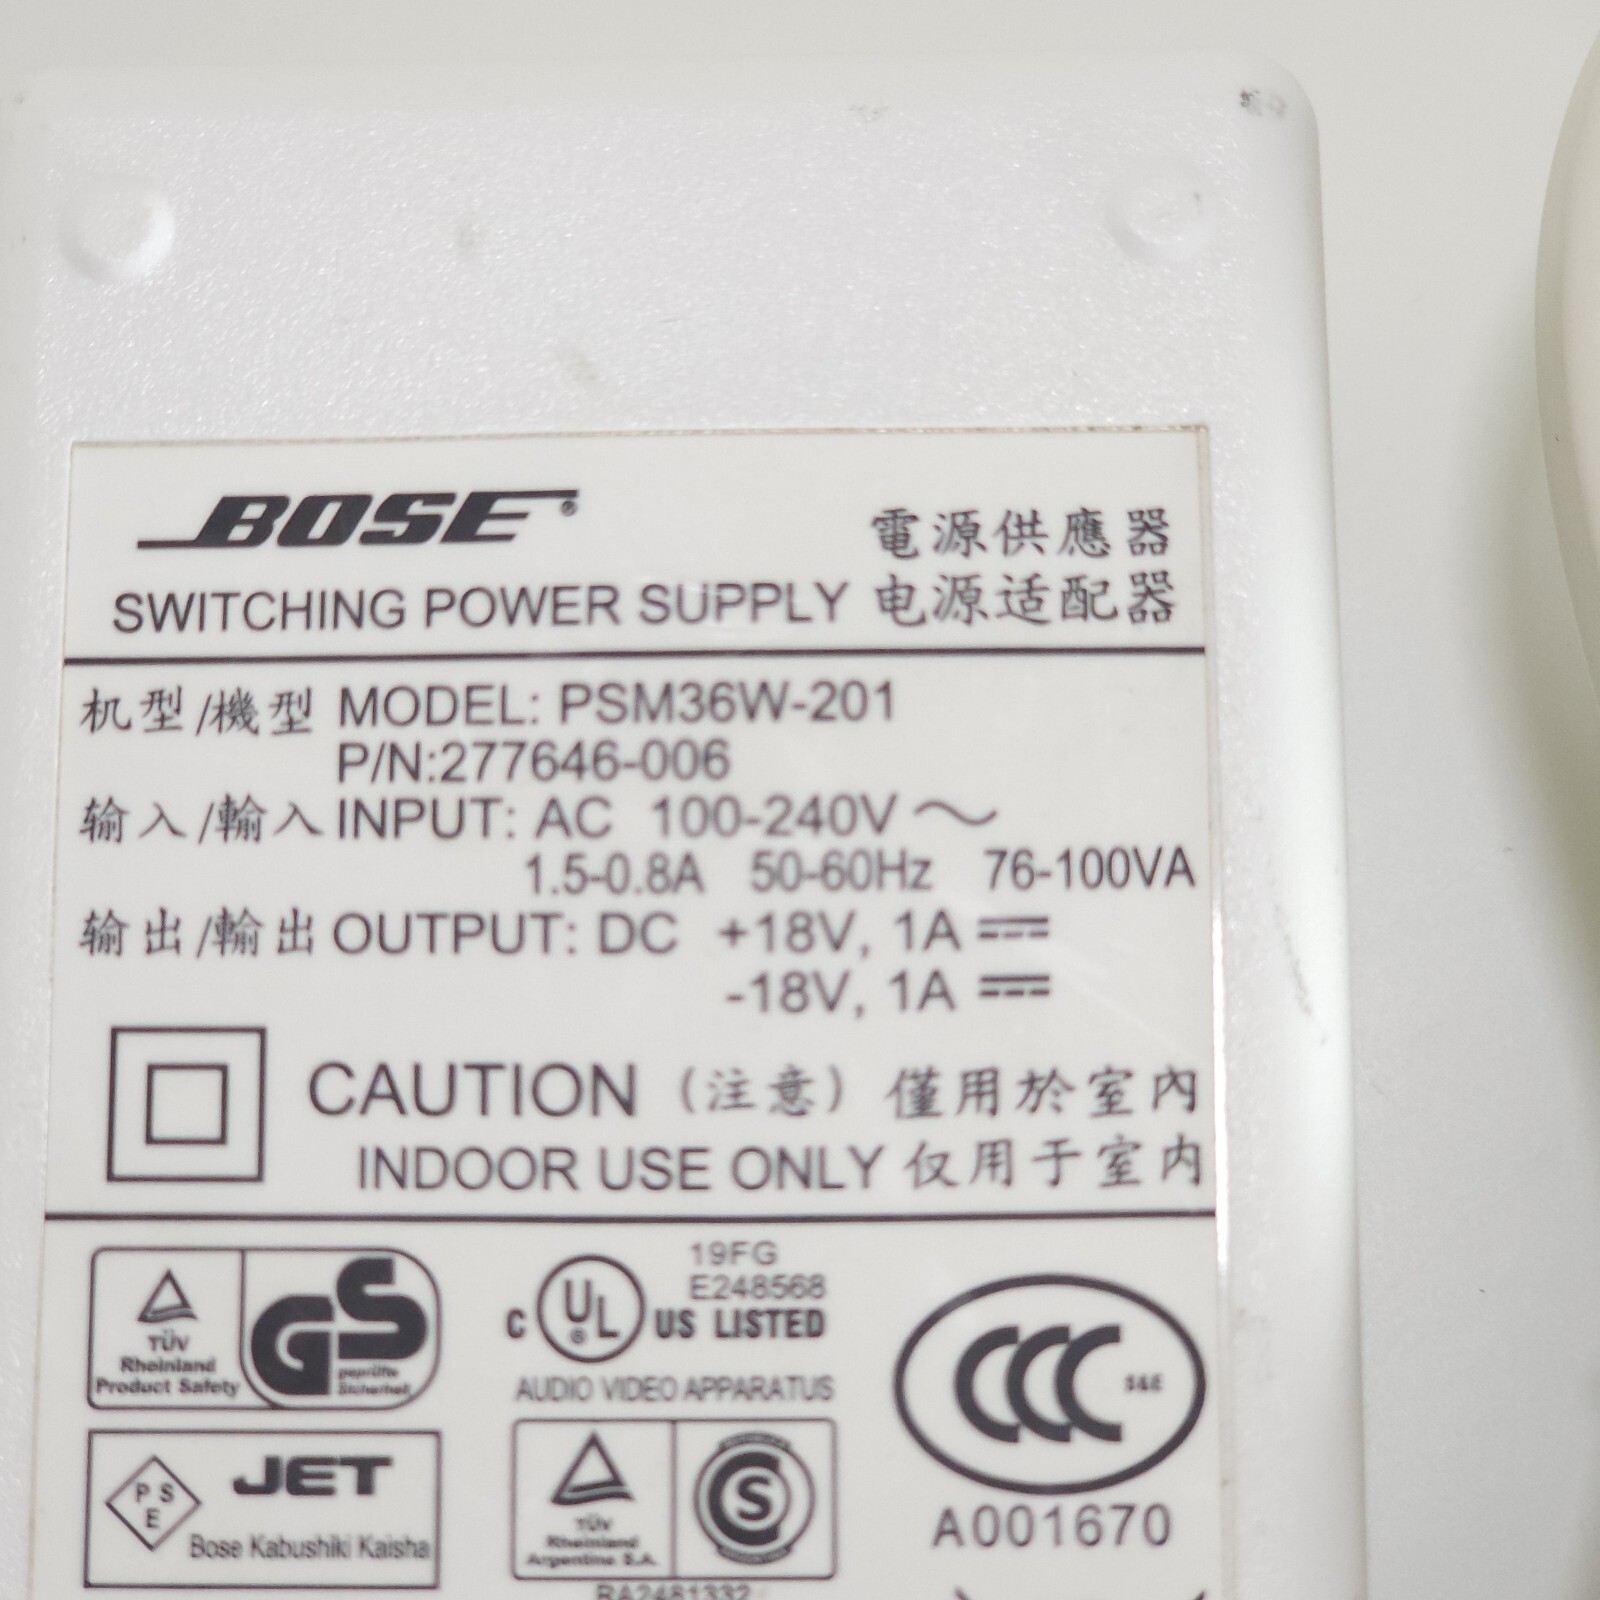 BOSE®
電源供應器
SWITCHING POWER SUPPLY 电源适配器
机型/機型 MODEL: PSM36W-201
P/N:277646-006
输入/輸入 INPUT: AC 100-240V ~
1.5-0.8A 50-60Hz 76-100VA
输出/輸出 OUTPUT: DC +18V, 1A
-18V, 1A
CAUTION (注意) 僅用於室內
INDOOR USE ONLY 仅用于室内
TÜV
Rheinland
Product Safety
GS
geprüfte
Sicherheit
19FG
E248568
C UL® US LISTED
AUDIO VIDEO APPARATUS
CCC S&E
A001670
P S
E
JET
Bose Kabushiki Kaisha
TÜV
Rheinland
Argentina S.A.
S
RA2481332